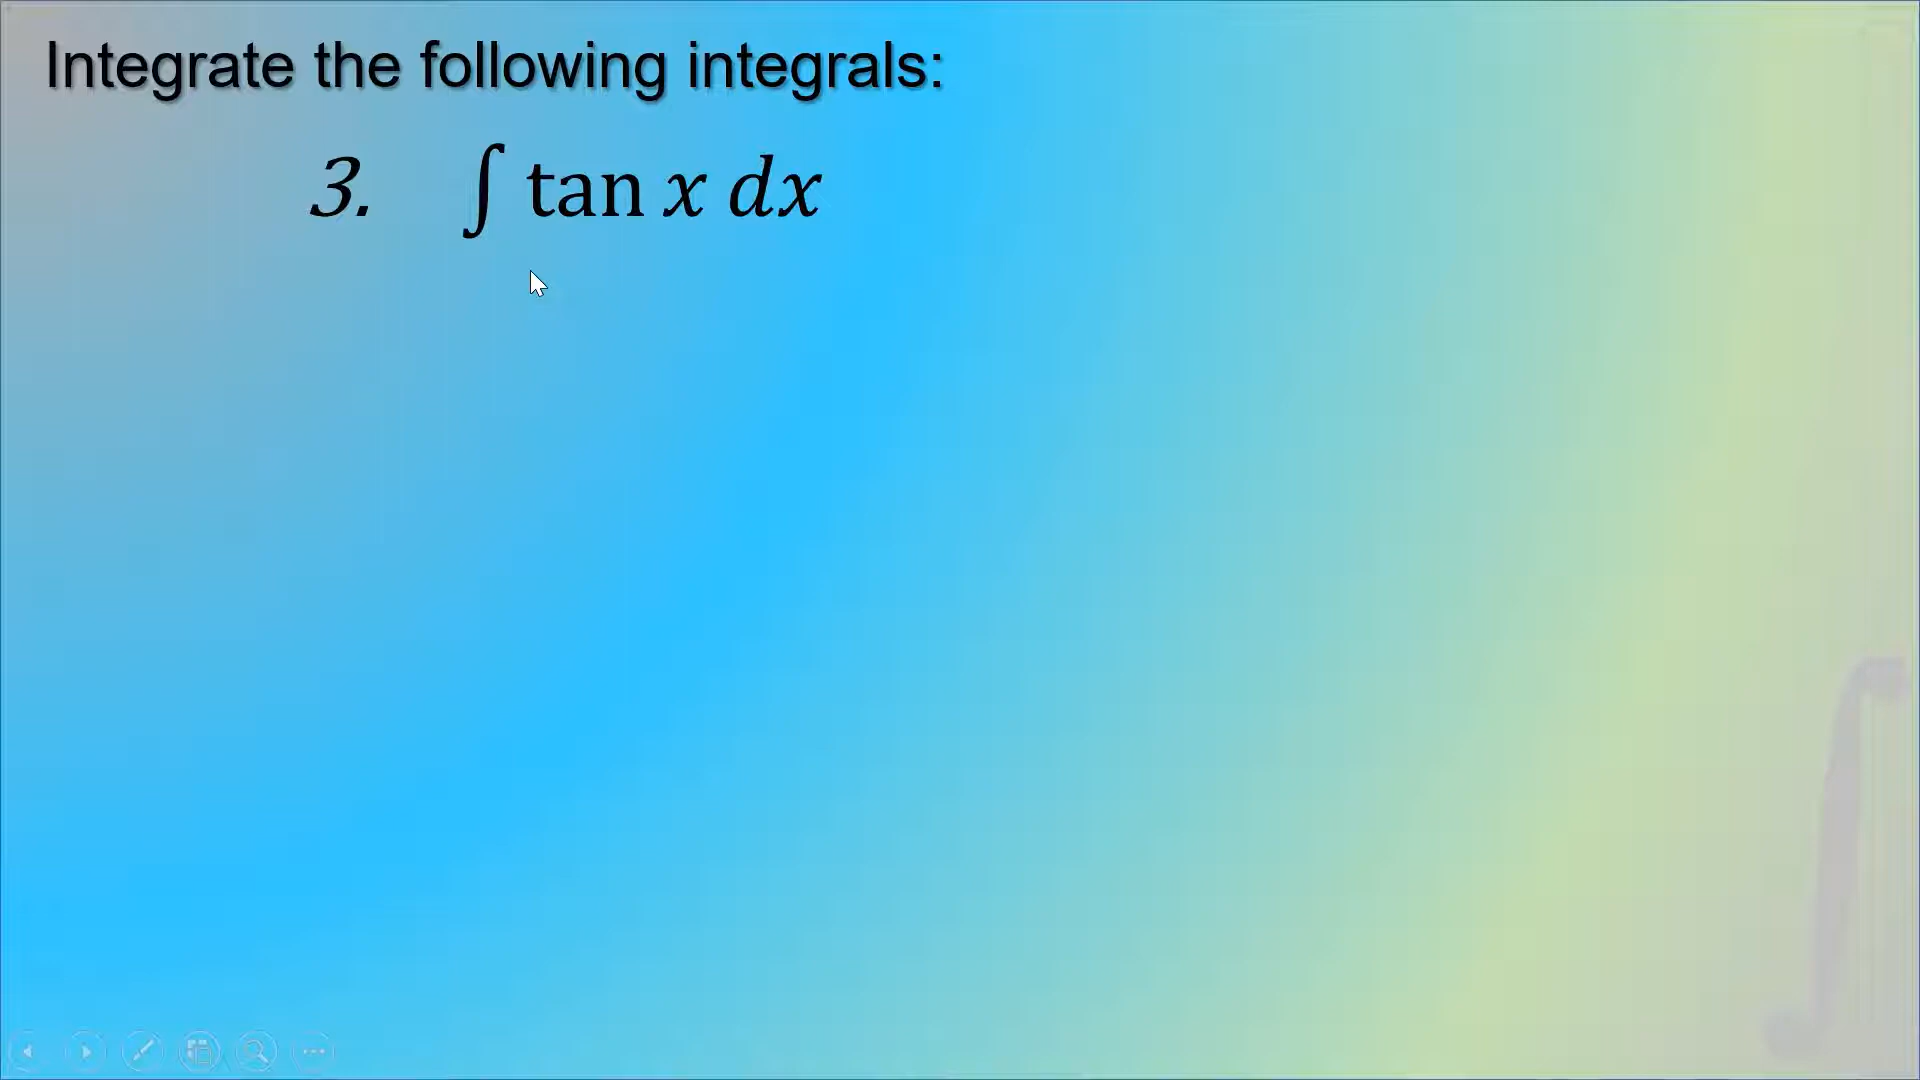 Integrate the following integrals:
3. ∫ tan x dx